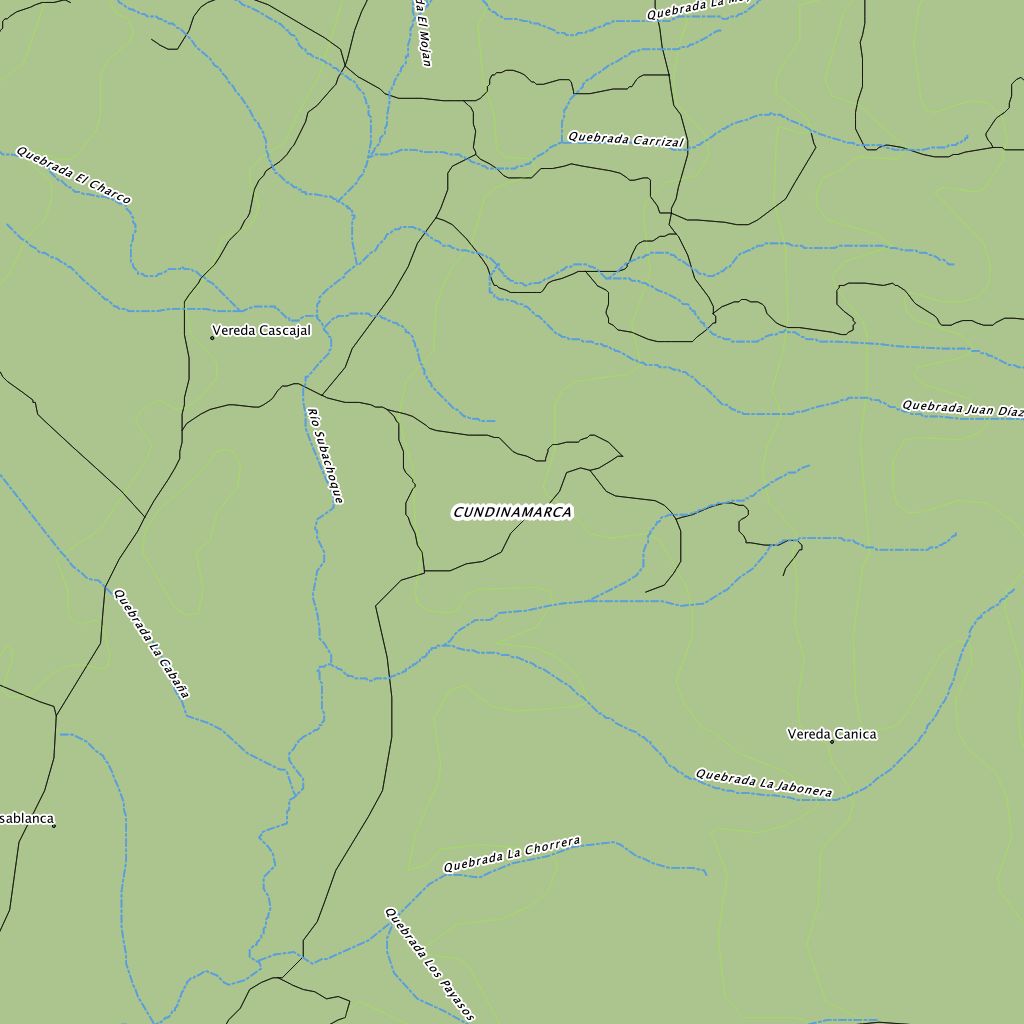 Quebrada La Mo
da El Mojan
Quebrada Carrizal
Quebrada El Charco
Vereda Cascajal
Quebrada Juan Díaz
Río Subachoque
CUNDINAMARCA
Quebrada La Cabaña
Vereda Canica
Quebrada La Jabonera
sablanca
Quebrada La Chorrera
Quebrada Los Payasos